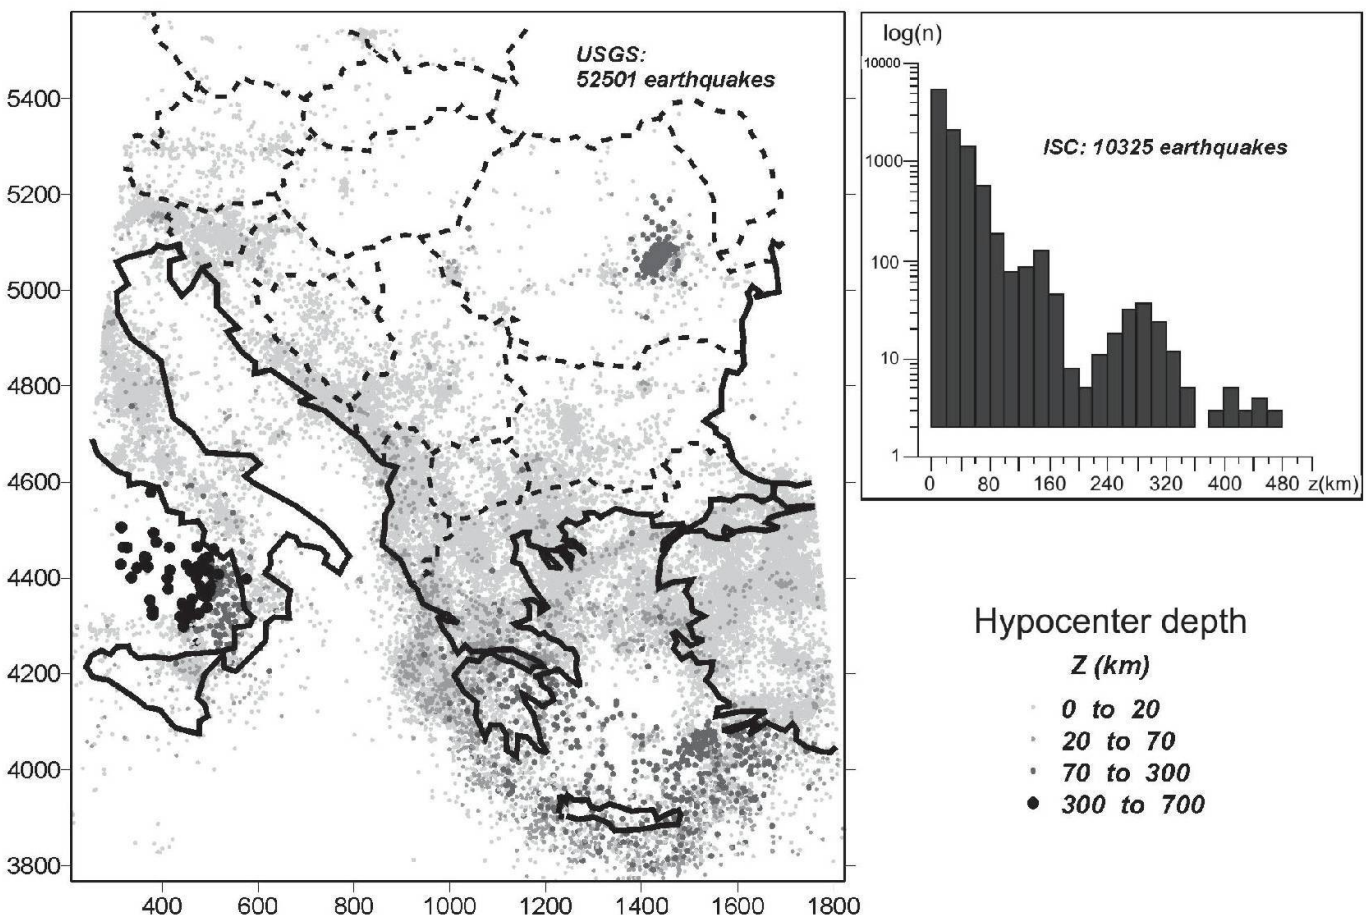 USGS:
52501 earthquakes
5400
5200
5000
4800
4600
4400
4200
4000
3800
400 600 800 1000 1200 1400 1600 1800
log(n)
10000
1000
100
10
1
ISC: 10325 earthquakes
0 80 160 240 320 400 480 z(km)
Hypocenter depth
Z (km)
0 to 20
20 to 70
70 to 300
300 to 700